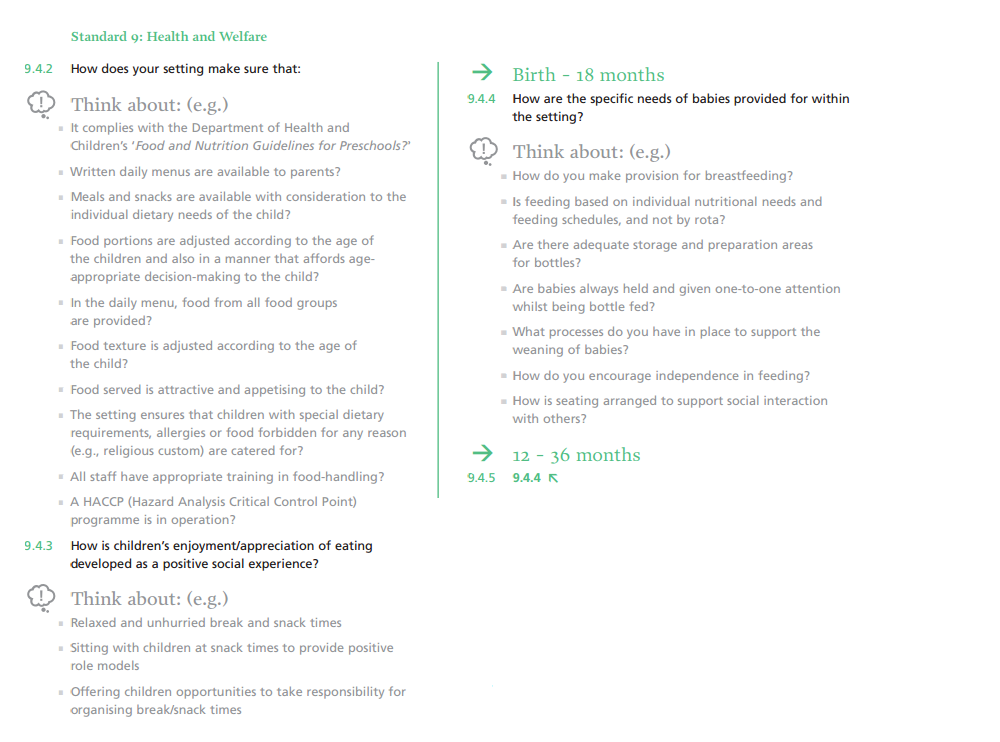 Standard 9: Health and Welfare
9.4.2 How does your setting make sure that:
Think about: (e.g.)
It complies with the Department of Health and
Children's 'Food and Nutrition Guidelines for Preschools?'
Written daily menus are available to parents?
Meals and snacks are available with consideration to the
individual dietary needs of the child?
Food portions are adjusted according to the age of
the children and also in a manner that affords age-
appropriate decision-making to the child?
In the daily menu, food from all food groups
are provided?
Food texture is adjusted according to the age of
the child?
Food served is attractive and appetising to the child?
The setting ensures that children with special dietary
requirements, allergies or food forbidden for any reason
(e.g., religious custom) are catered for?
All staff have appropriate training in food-handling?
A HACCP (Hazard Analysis Critical Control Point)
programme is in operation?
9.4.3 How is children's enjoyment/appreciation of eating
developed as a positive social experience?
Think about: (e.g.)
Relaxed and unhurried break and snack times
Sitting with children at snack times to provide positive
role models
Offering children opportunities to take responsibility for
organising break/snack times
→ Birth - 18 months
9.4.4 How are the specific needs of babies provided for within
the setting?
Think about: (e.g.)
How do you make provision for breastfeeding?
Is feeding based on individual nutritional needs and
feeding schedules, and not by rota?
Are there adequate storage and preparation areas
for bottles?
Are babies always held and given one-to-one attention
whilst being bottle fed?
What processes do you have in place to support the
weaning of babies?
How do you encourage independence in feeding?
How is seating arranged to support social interaction
with others?
→ 12 - 36 months
9.4.5 9.4.4 ↖